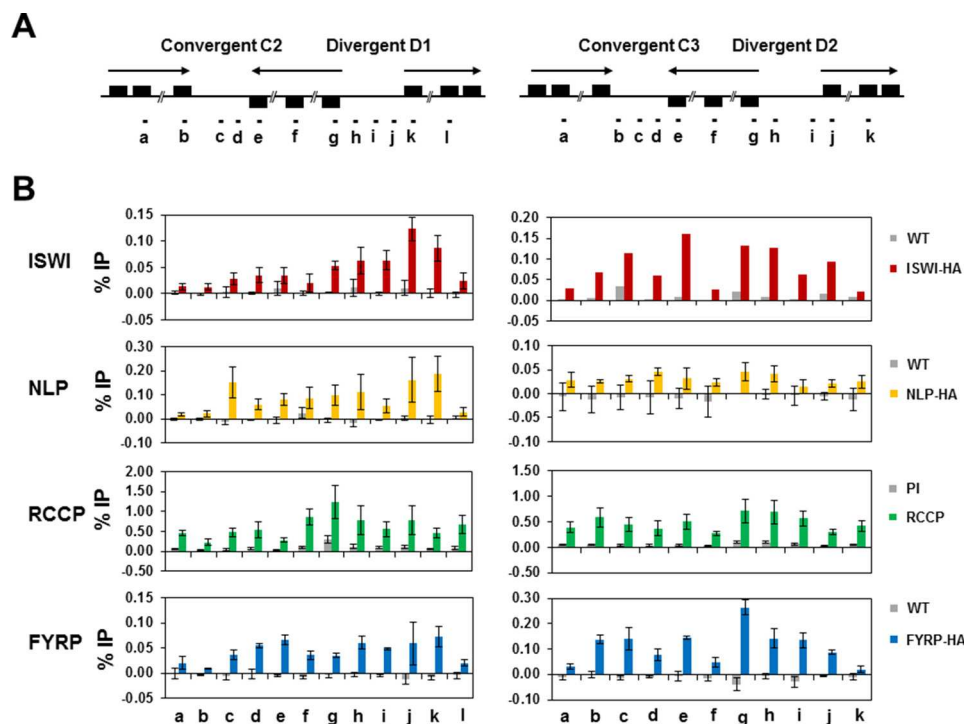 A
Convergent C2 Divergent D1 Convergent C3 Divergent D2
a b c d e f g h i j k l a b c d e f g h i j k
B
ISWI
% IP
0.15
0.10
0.05
0.00
-0.05
0.20
0.15
0.10
0.05
0.00
-0.05
WT
ISWI-HA
NLP
% IP
0.30
0.20
0.10
0.00
-0.10
0.10
0.05
0.00
-0.05
-0.10
WT
NLP-HA
RCCP
% IP
2.00
1.50
1.00
0.50
0.00
-0.50
1.50
1.00
0.50
0.00
-0.50
PI
RCCP
FYRP
% IP
0.15
0.10
0.05
0.00
-0.05
0.30
0.20
0.10
0.00
-0.10
WT
FYRP-HA
a b c d e f g h i j k l a b c d e f g h i j k